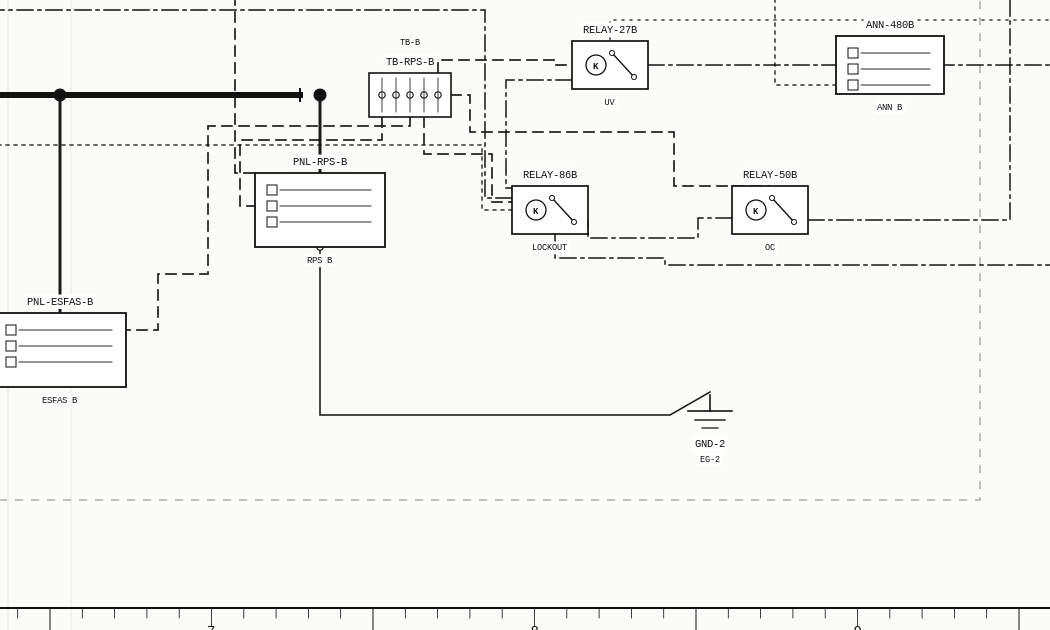 ANN-480B
RELAY-27B
TB-B
TB-RPS-B
K
UV
ANN B
PNL-RPS-B
RELAY-86B
RELAY-50B
K
K
LOCKOUT
OC
RPS B
PNL-ESFAS-B
ESFAS B
GND-2
EG-2